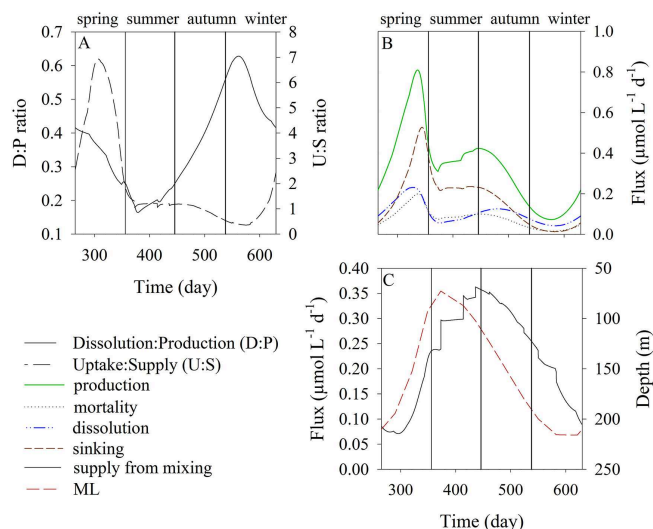 spring summer autumn winter
A
0.7
0.6
0.5
0.4
0.3
0.2
0.1
D:P ratio
8
7
6
5
4
3
2
1
0
U:S ratio
300 400 500 600
Time (day)
spring summer autumn winter
B
1.0
0.8
0.6
0.4
0.2
0.0
Flux (μmol L⁻¹ d⁻¹)
C
0.40
0.35
0.30
0.25
0.20
0.15
0.10
0.05
0.00
Flux (μmol L⁻¹ d⁻¹)
50
100
150
200
250
Depth (m)
300 400 500 600
Time (day)
Dissolution:Production (D:P)
Uptake:Supply (U:S)
production
mortality
dissolution
sinking
supply from mixing
ML